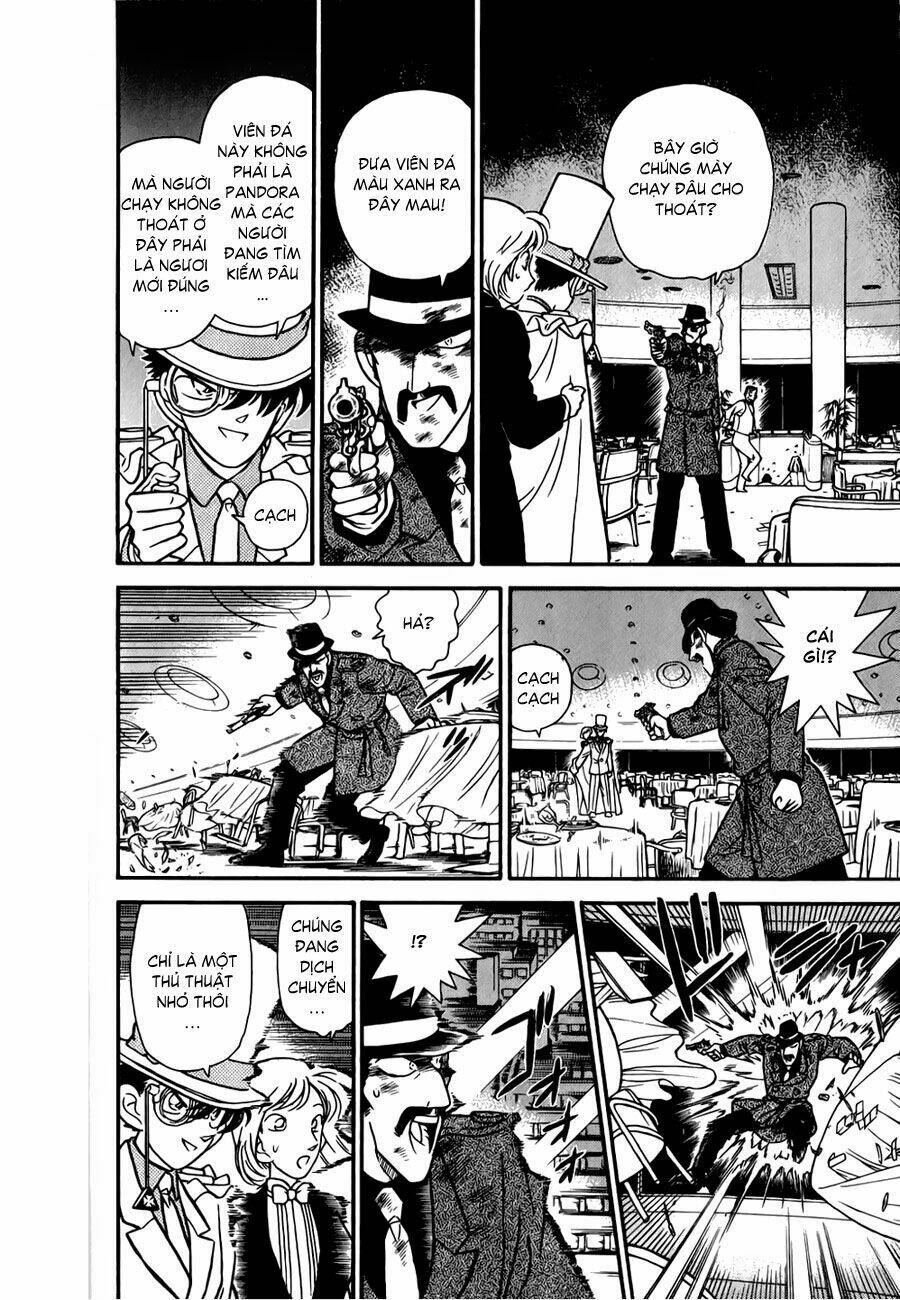 BÂY GIỜ
CHÚNG MÀY
CHẠY ĐÂU CHO
THOÁT?
ĐƯA VIÊN ĐÁ
MÀU XANH RA
ĐÂY MAU!
VIÊN ĐÁ
NÀY KHÔNG
PHẢI LÀ
PANDORA
MÀ CÁC
NGƯỜI
ĐANG TÌM
KIẾM ĐÂU
...
MÀ NGƯỜI
CHẠY KHÔNG
THOÁT Ở
ĐÂY PHẢI
LÀ NGƯƠI
MỚI ĐÚNG
...
CẠCH
CÁI
GÌ!?
CẠCH
CẠCH
HẢ?
!?
CHÚNG
ĐANG
DỊCH
CHUYỂN
...
CHỈ LÀ MỘT
THỦ THUẬT
NHỎ THÔI
...